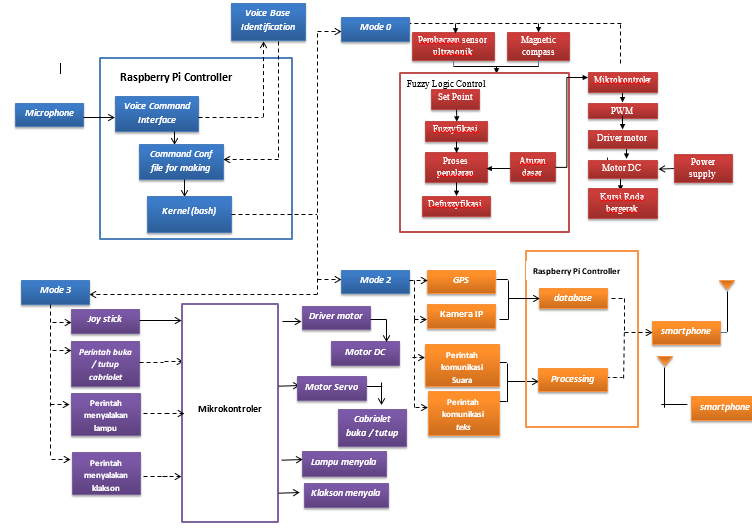 Voice Base
Identification
Mode 0
Pembacaan sensor
ultrasonik
Magnetic
compass
Raspberry Pi Controller
Microphone
Voice Command
Interface
Command Conf
file for making
Kernel (bash)
Fuzzy Logic Control
Set Point
Fuzzyfikasi
Proses
penalaran
Aturan
dasar
Defuzzyfikasi
Mikrokontroler
PWM
Driver motor
Motor DC
Power
supply
Kursi Roda
bergerak
Mode 3
Joy stick
Perintah buka
/ tutup
cabriolet
Perintah
menyalakan
lampu
Perintah
menyalakan
klakson
Mikrokontroler
Driver motor
Motor DC
Motor Servo
Cabriolet
buka / tutup
Lampu menyala
Klakson menyala
Mode 2
GPS
Kamera IP
Perintah
komunikasi
Suara
Perintah
komunikasi
teks
Raspberry Pi Controller
database
Processing
smartphone
smartphone